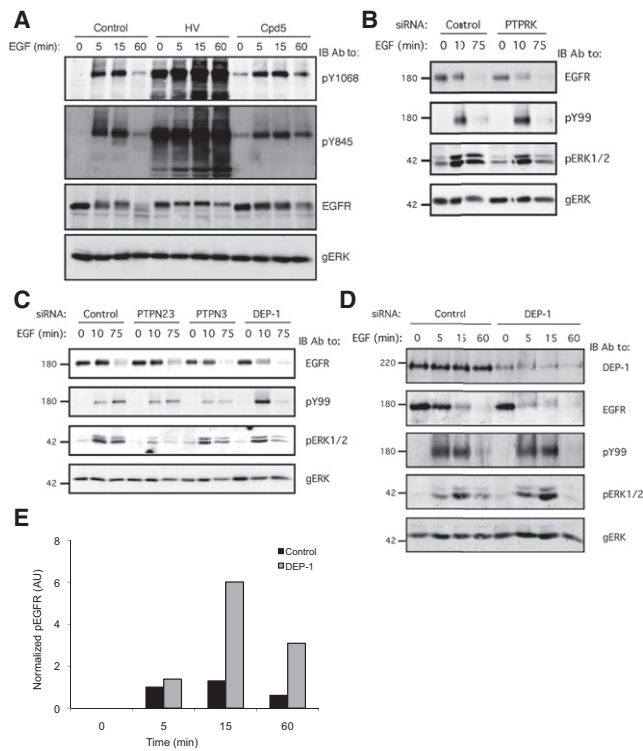 A
Control HV Cpd5
EGF (min): 0 5 15 60 0 5 15 60 0 5 15 60 IB Ab to:
pY1068
pY845
EGFR
gERK
B
siRNA: Control PTPRK
EGF (min): 0 10 75 0 10 75 IB Ab to:
180 EGFR
180 pY99
42 pERK1/2
42 gERK
C
siRNA: Control PTPN23 PTPN3 DEP-1
EGF (min): 0 10 75 0 10 75 0 10 75 0 10 75 IB Ab to:
180 EGFR
180 pY99
42 pERK1/2
42 gERK
D
siRNA: Control DEP-1
EGF (min): 0 5 15 60 0 5 15 60 IB Ab to:
220 DEP-1
180 EGFR
180 pY99
42 pERK1/2
42 gERK
E
Normalized pEGFR (AU)
8
6
4
2
0
Control
DEP-1
0 5 15 60
Time (min)